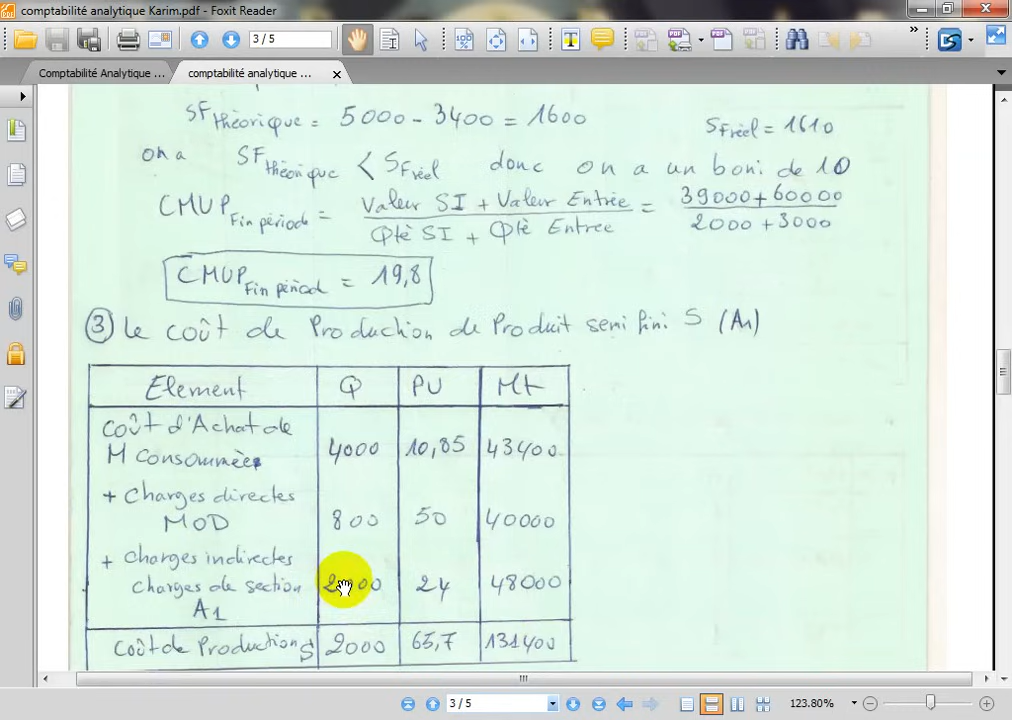 comptabilité analytique Karim.pdf - Foxit Reader
3 / 5
Comptabilité Analytique ...
comptabilité analytique ...
SF théorique = 5000 - 3400 = 1600
SF réel = 1610
on a SF théorique < SF réel donc on a un boni de 10
CMUP Fin période = Valeur SI + Valeur Entrée / Qté SI + Qté Entrée = 39000 + 60000 / 2000 + 3000
CMUP Fin périod = 19,8
③ Le coût de Production de Produit semi fini S (A1)
Element Q PU Mt
Coût d'Achat de
M consommées 4000 10,85 43400
+ Charges directes
MOD 800 50 40000
+ Charges indirectes
charges de section 2000 24 48000
A1
Coût de Production S 2000 65,7 131400
3 / 5
123.80%